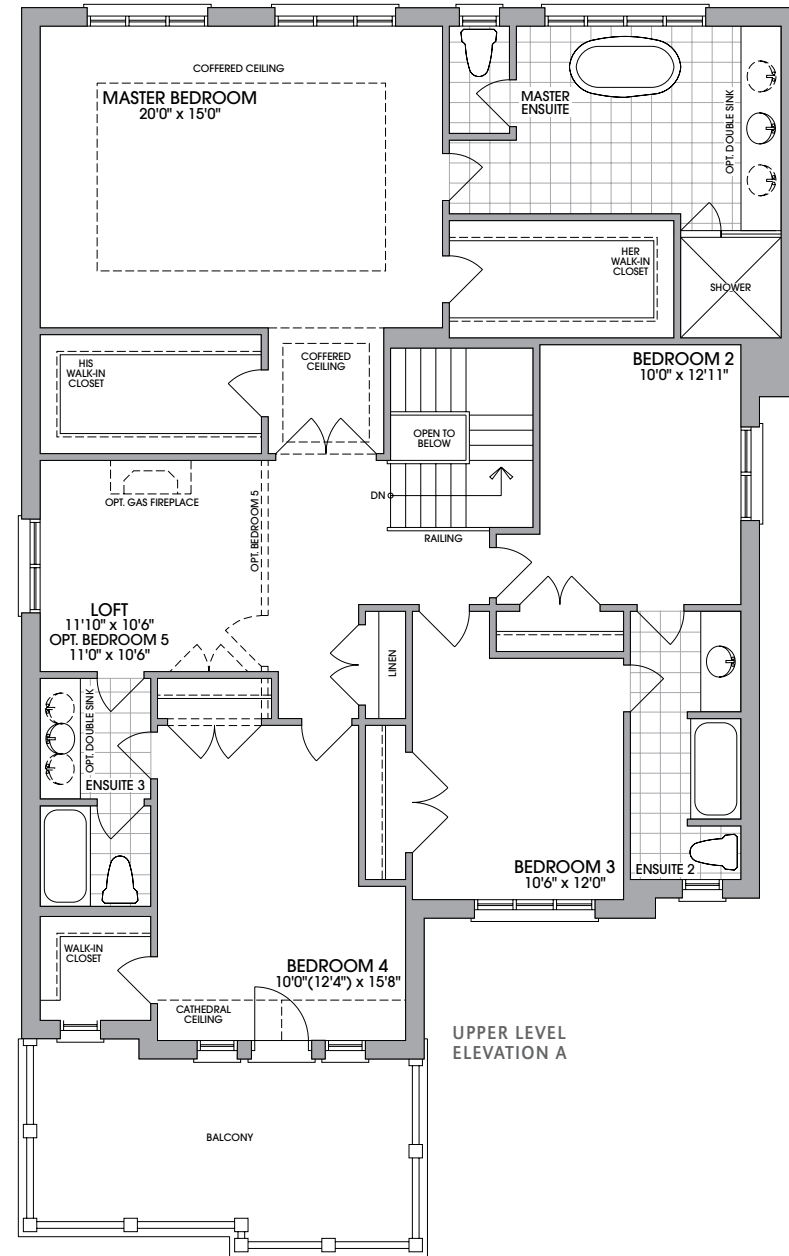 COFFERED CEILING
MASTER BEDROOM
20'0" x 15'0"
MASTER
ENSUITE
OPT. DOUBLE SINK
HER
WALK-IN
CLOSET
SHOWER
HIS
WALK-IN
CLOSET
COFFERED
CEILING
BEDROOM 2
10'0" x 12'11"
OPEN TO
BELOW
DN
RAILING
OPT. GAS FIREPLACE
OPT. BEDROOM 5
LOFT
11'10" x 10'6"
OPT. BEDROOM 5
11'0" x 10'6"
LINEN
OPT. DOUBLE SINK
ENSUITE 3
BEDROOM 3
10'6" x 12'0"
ENSUITE 2
WALK-IN
CLOSET
BEDROOM 4
10'0"(12'4") x 15'8"
CATHEDRAL
CEILING
UPPER LEVEL
ELEVATION A
BALCONY